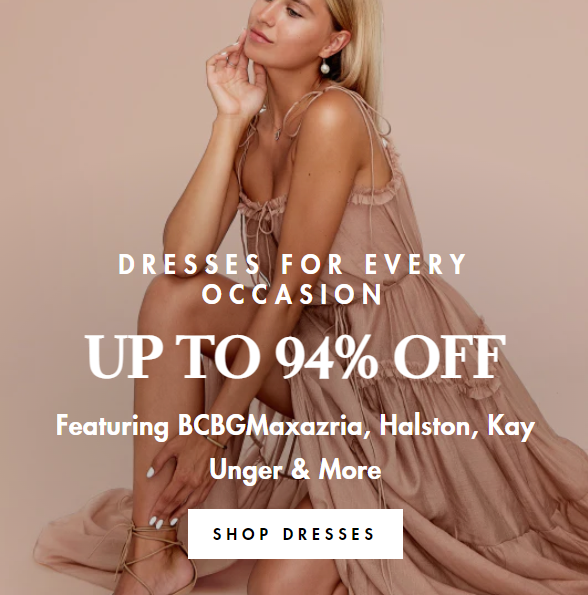 DRESSES FOR EVERY
OCCASION
UP TO 94% OFF
Featuring BCBGMaxazria, Halston, Kay
Unger & More
SHOP DRESSES